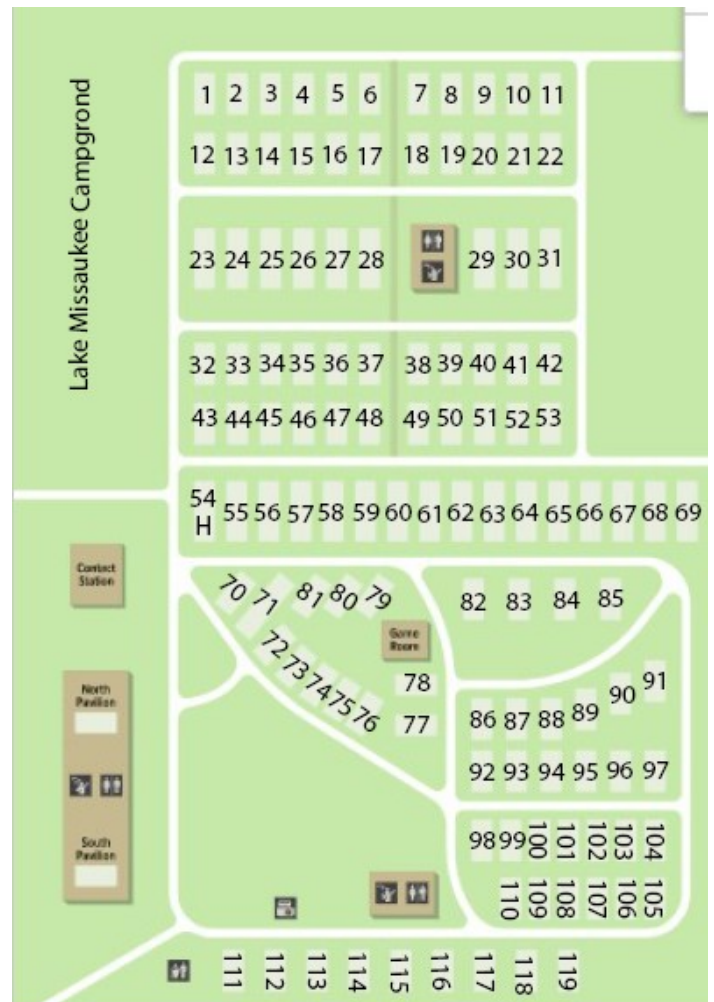 Lake Missaukee Campgrond
1 2 3 4 5 6 7 8 9 10 11
12 13 14 15 16 17 18 19 20 21 22
23 24 25 26 27 28 29 30 31
32 33 34 35 36 37 38 39 40 41 42
43 44 45 46 47 48 49 50 51 52 53
54 55 56 57 58 59 60 61 62 63 64 65 66 67 68 69
H
Contact
Station
70 71 81 80 79
82 83 84 85
72 73 74 75 76
Game
Room
78
77
North
Pavilion
86 87 88 89 90 91
92 93 94 95 96 97
South
Pavilion
98 99 100 101 102 103 104
110 109 108 107 106 105
111 112 113 114 115 116 117 118 119